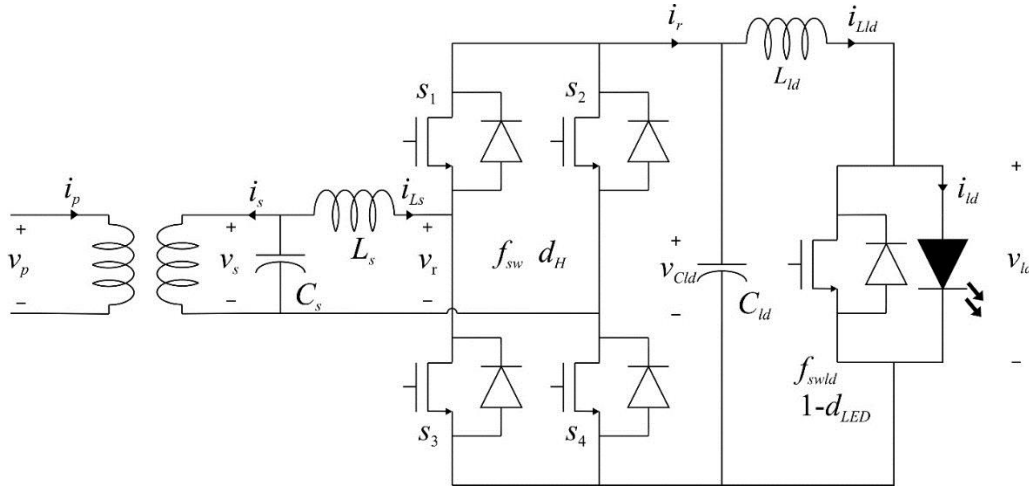 i_r
i_Lld
L_ld
s_1
s_2
i_p
i_s
i_Ls
i_ld
+
+
+
+
+
v_p
v_s
L_s
v_r
f_sw d_H
v_Cld
C_ld
v_ld
−
−
−
−
−
C_s
s_3
s_4
f_swld
1-d_LED